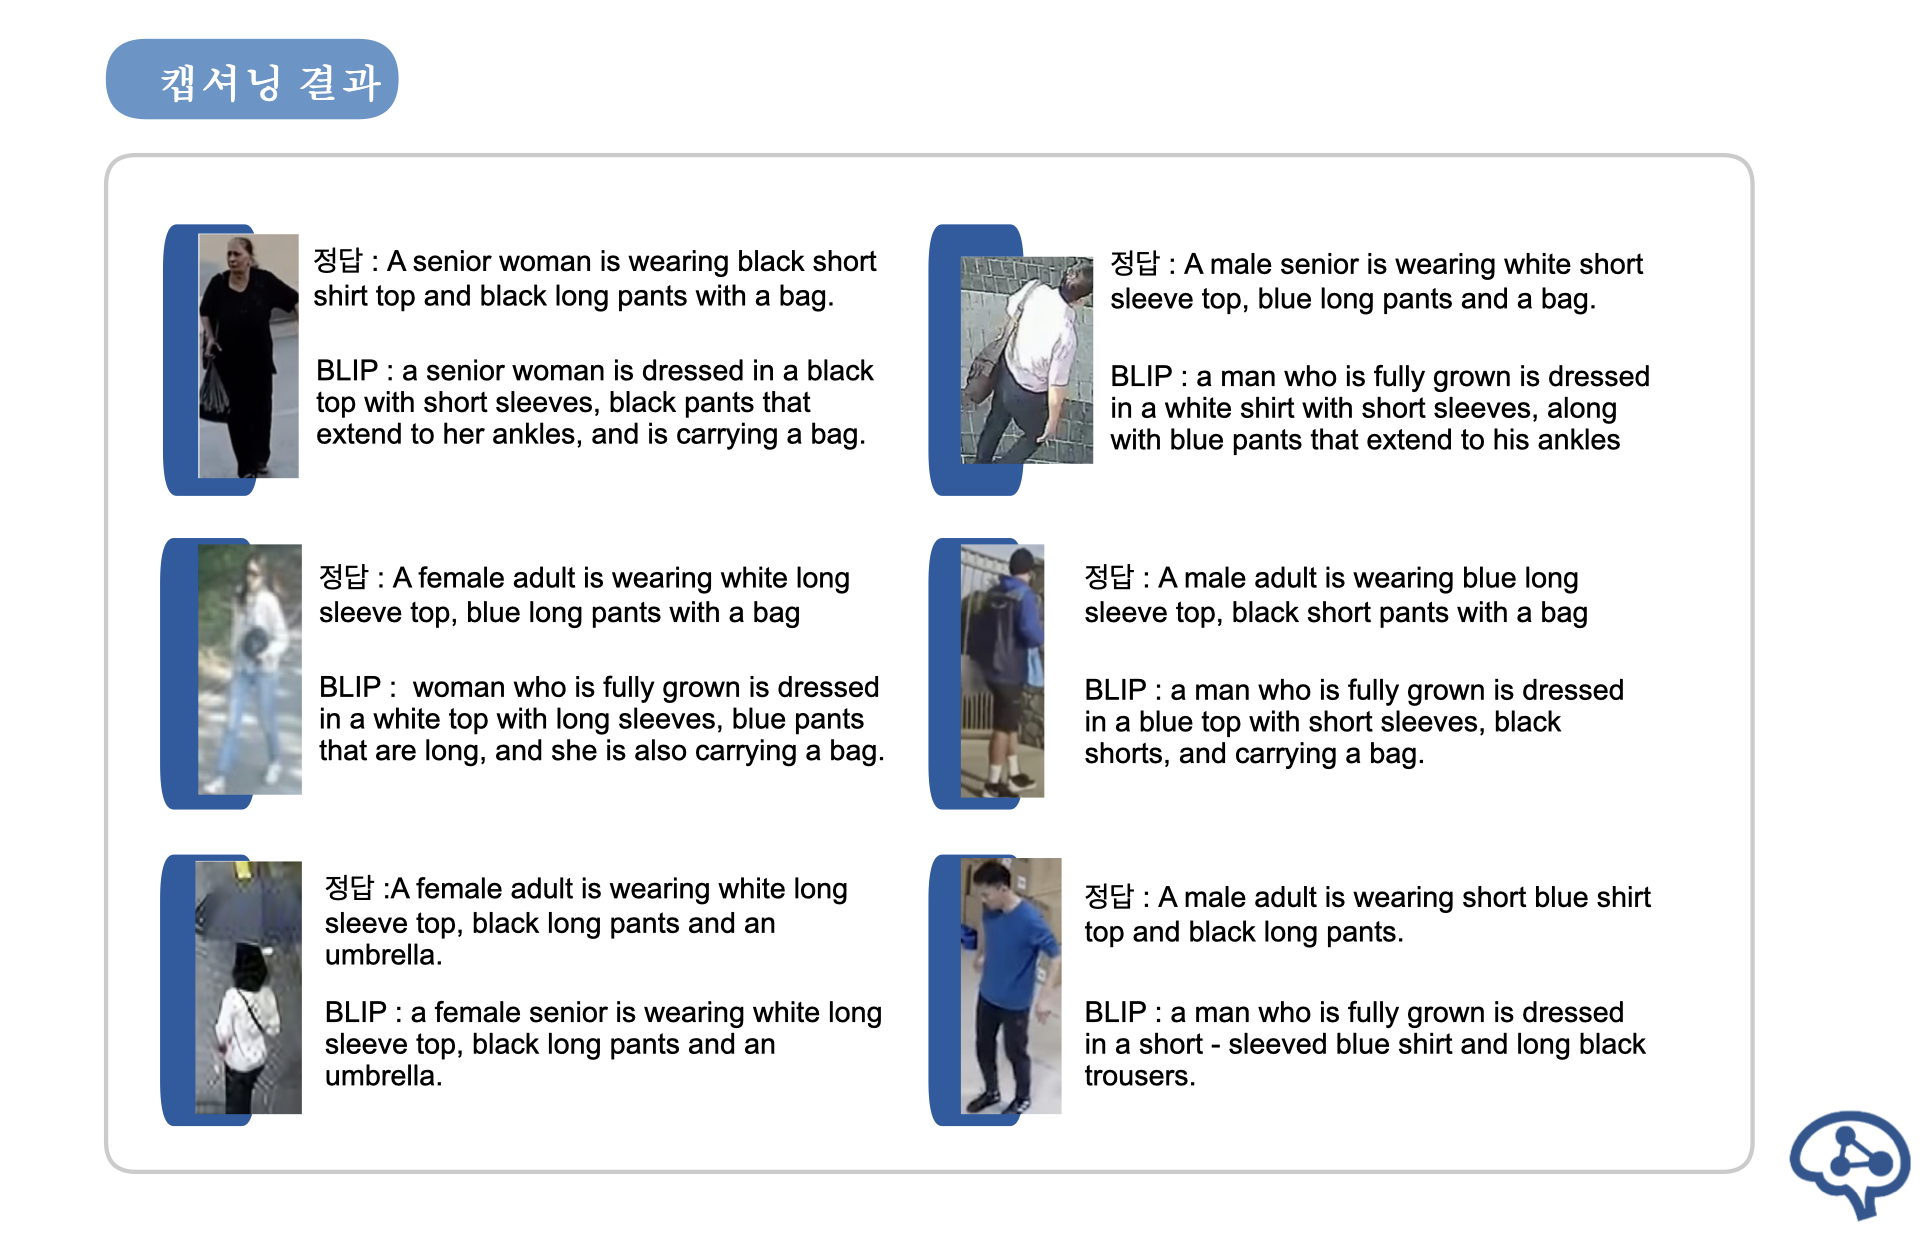 캡셔닝 결과
정답 : A senior woman is wearing black short
shirt top and black long pants with a bag.
BLIP : a senior woman is dressed in a black
top with short sleeves, black pants that
extend to her ankles, and is carrying a bag.
정답 : A male senior is wearing white short
sleeve top, blue long pants and a bag.
BLIP : a man who is fully grown is dressed
in a white shirt with short sleeves, along
with blue pants that extend to his ankles
정답 : A female adult is wearing white long
sleeve top, blue long pants with a bag
BLIP :  woman who is fully grown is dressed
in a white top with long sleeves, blue pants
that are long, and she is also carrying a bag.
정답 : A male adult is wearing blue long
sleeve top, black short pants with a bag
BLIP : a man who is fully grown is dressed
in a blue top with short sleeves, black
shorts, and carrying a bag.
정답 :A female adult is wearing white long
sleeve top, black long pants and an
umbrella.
BLIP : a female senior is wearing white long
sleeve top, black long pants and an
umbrella.
정답 : A male adult is wearing short blue shirt
top and black long pants.
BLIP : a man who is fully grown is dressed
in a short - sleeved blue shirt and long black
trousers.